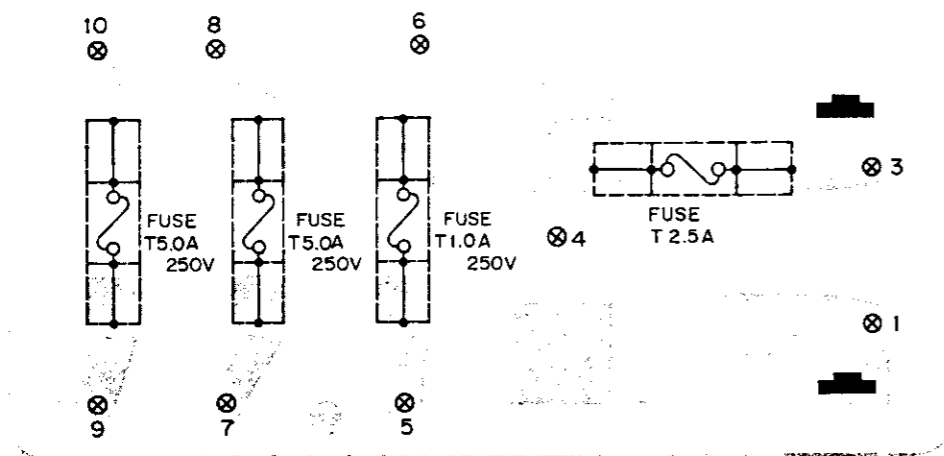 10
8
6
3
FUSE
T5.0A
250V
FUSE
T5.0A
250V
FUSE
T1.0A
250V
4
FUSE
T 2.5A
1
9
7
5